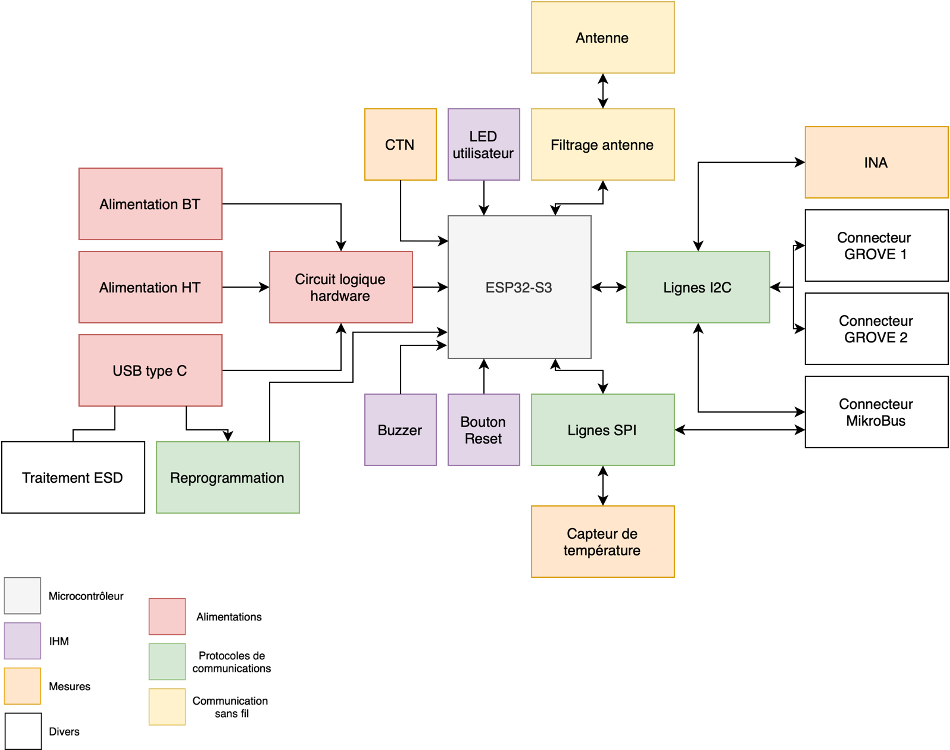 Antenne
CTN
LED
utilisateur
Filtrage antenne
INA
Alimentation BT
Connecteur
GROVE 1
Alimentation HT
Circuit logique
hardware
ESP32-S3
Lignes I2C
Connecteur
GROVE 2
USB type C
Connecteur
MikroBus
Buzzer
Bouton
Reset
Lignes SPI
Traitement ESD
Reprogrammation
Capteur de
température
Microcontrôleur
IHM
Mesures
Divers
Alimentations
Protocoles de
communications
Communication
sans fil